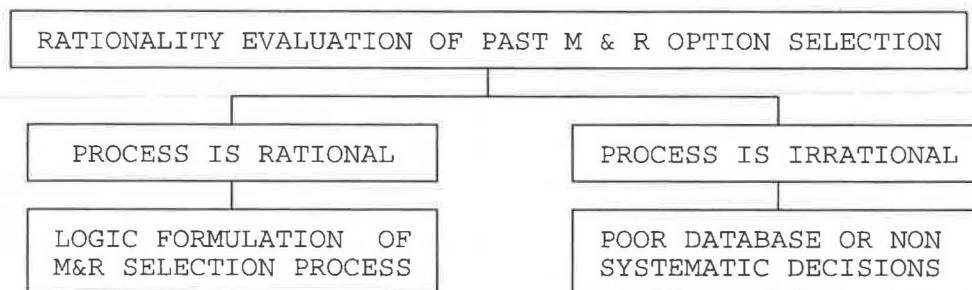 RATIONALITY EVALUATION OF PAST M & R OPTION SELECTION
PROCESS IS RATIONAL
PROCESS IS IRRATIONAL
LOGIC FORMULATION OF
M&R SELECTION PROCESS
POOR DATABASE OR NON
SYSTEMATIC DECISIONS